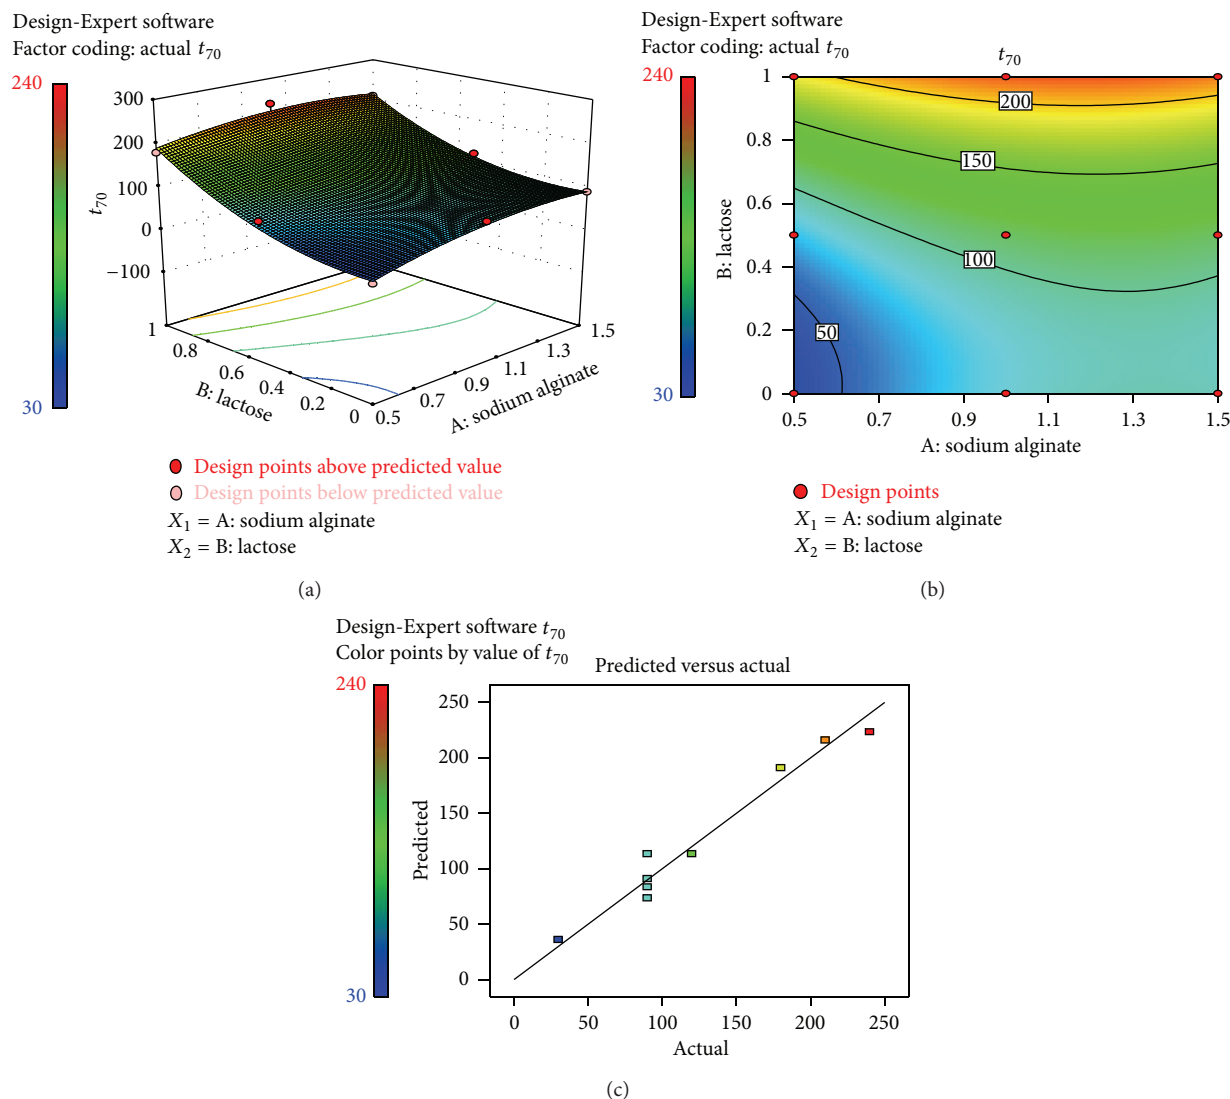 Design-Expert software
Factor coding: actual t70
240
30
300
200
100
0
−100
t70
1
0.8
0.6
0.4
0.2
0
B: lactose
0.5
0.7
0.9
1.1
1.3
1.5
A: sodium alginate
Design points above predicted value
Design points below predicted value
X1 = A: sodium alginate
X2 = B: lactose
(a)
Design-Expert software
Factor coding: actual t70
240
30
t70
1
0.8
0.6
0.4
0.2
0
B: lactose
200
150
100
50
0.5 0.7 0.9 1.1 1.3 1.5
A: sodium alginate
Design points
X1 = A: sodium alginate
X2 = B: lactose
(b)
Design-Expert software t70
Color points by value of t70
240
30
Predicted versus actual
250
200
150
100
50
0
Predicted
0 50 100 150 200 250
Actual
(c)